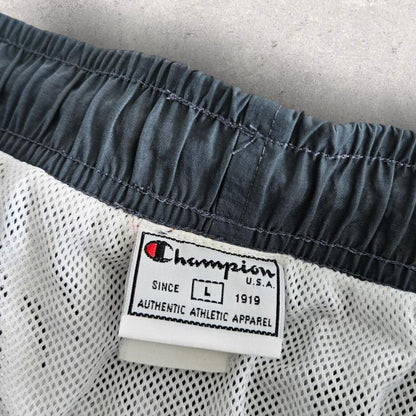 Champion
U.S.A.
SINCE L 1919
AUTHENTIC ATHLETIC APPAREL